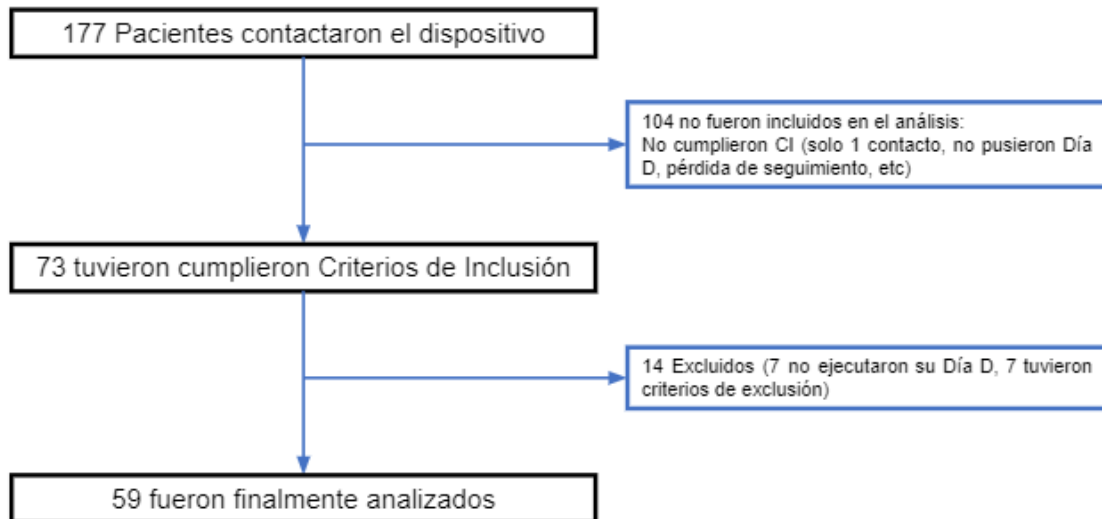 177 Pacientes contactaron el dispositivo
104 no fueron incluidos en el análisis:
No cumplieron CI (solo 1 contacto, no pusieron Día
D, pérdida de seguimiento, etc)
73 tuvieron cumplieron Criterios de Inclusión
14 Excluidos (7 no ejecutaron su Día D, 7 tuvieron
criterios de exclusión)
59 fueron finalmente analizados